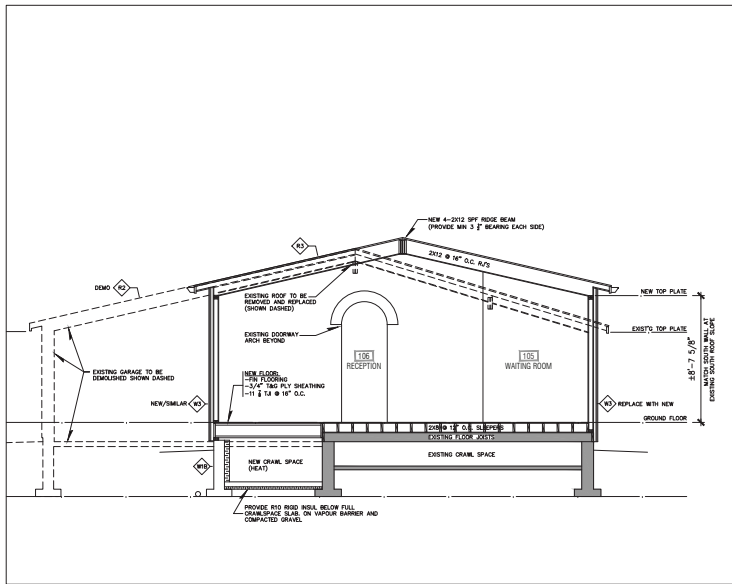 NEW 4-2X12 SPF RIDGE BEAM
(PROVIDE MIN 3 ½" BEARING EACH SIDE)
R3
2X12 @ 16" O.C. RJ'S
DEMO R2
NEW TOP PLATE
EXISTING ROOF TO BE
REMOVED AND REPLACED
(SHOWN DASHED)
EXIST'G TOP PLATE
EXISTING DOORWAY
ARCH BEYOND
±8'-7 5/8"
MATCH SOUTH WALL AT
EXISTING SOUTH ROOF SLOPE
106
RECEPTION
105
WAITING ROOM
EXISTING GARAGE TO BE
DEMOLISHED SHOWN DASHED
NEW FLOOR:
-FIN FLOORING
-3/4" T&G PLY SHEATHING
-11 TJI @ 16" O.C.
NEW/SIMILAR W3
W3 REPLACE WITH NEW
GROUND FLOOR
2X8 @ O.C. SLEEPERS
EXISTING FLOOR JOISTS
EXISTING CRAWL SPACE
W1B
NEW CRAWL SPACE
(HEAT)
PROVIDE R10 RIGID INSUL BELOW FULL
CRAWLSPACE SLAB. ON VAPOUR BARRIER AND
COMPACTED GRAVEL